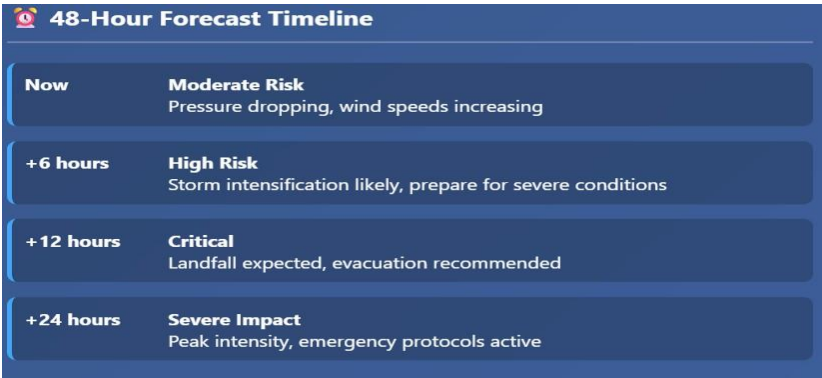 ⏰ 48-Hour Forecast Timeline
Now
Moderate Risk
Pressure dropping, wind speeds increasing
+6 hours
High Risk
Storm intensification likely, prepare for severe conditions
+12 hours
Critical
Landfall expected, evacuation recommended
+24 hours
Severe Impact
Peak intensity, emergency protocols active